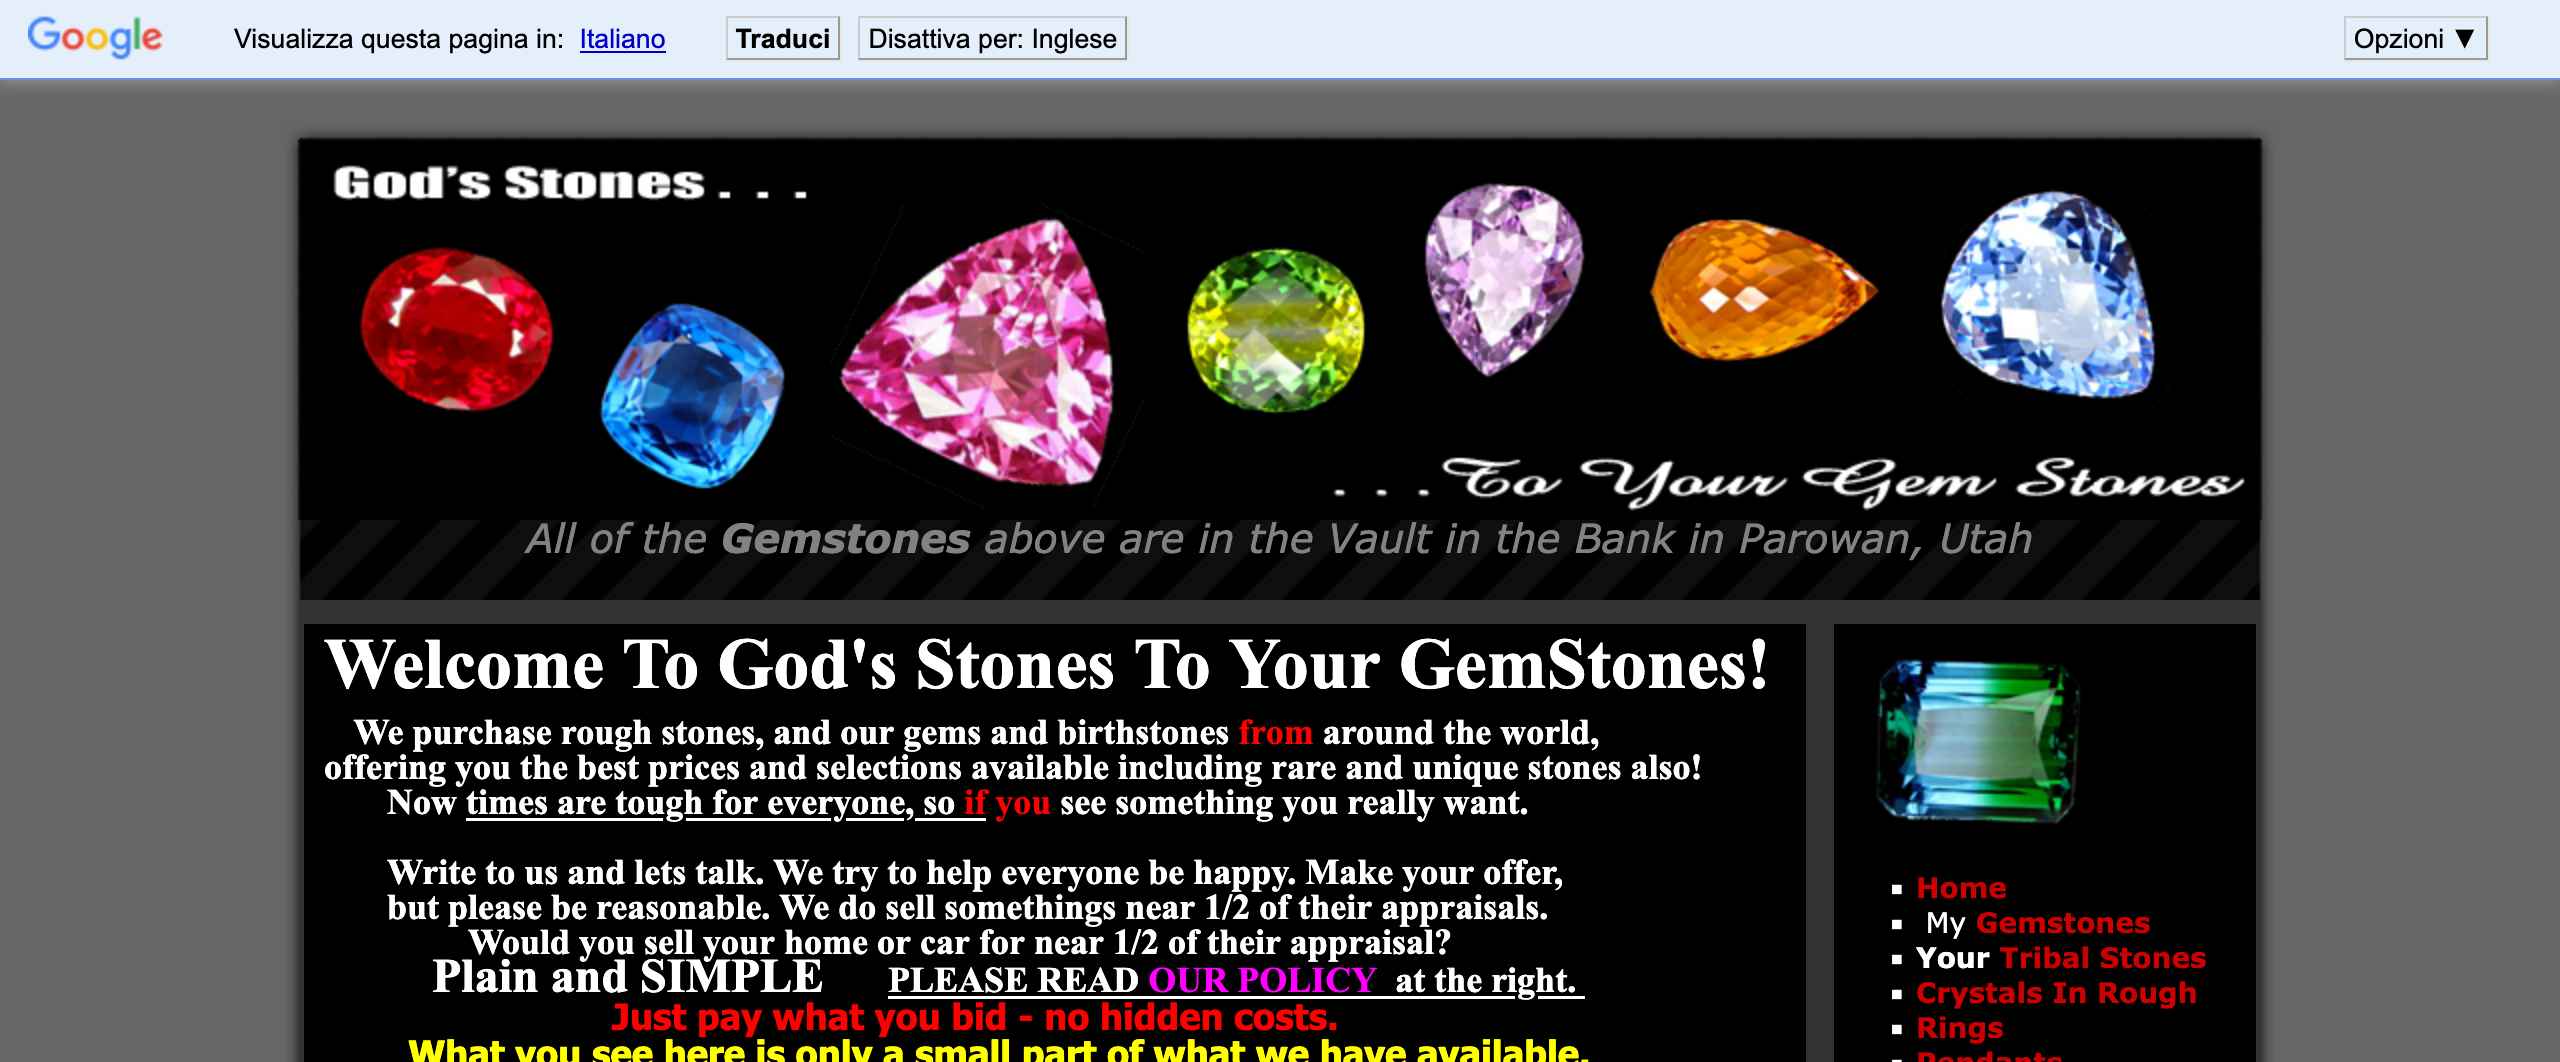 Google Visualizza questa pagina in: Italiano Traduci Disattiva per: Inglese Opzioni ▼
God's Stones . . .
. . . To Your Gem Stones
All of the Gemstones above are in the Vault in the Bank in Parowan, Utah
Welcome To God's Stones To Your GemStones!
We purchase rough stones, and our gems and birthstones from around the world,
offering you the best prices and selections available including rare and unique stones also!
Now times are tough for everyone, so if you see something you really want.
Write to us and lets talk. We try to help everyone be happy. Make your offer,
but please be reasonable. We do sell somethings near 1/2 of their appraisals.
Would you sell your home or car for near 1/2 of their appraisal?
Plain and SIMPLE PLEASE READ OUR POLICY at the right.
Just pay what you bid - no hidden costs.
What you see here is only a small part of what we have available.
Home
My Gemstones
Your Tribal Stones
Crystals In Rough
Rings
Pendants